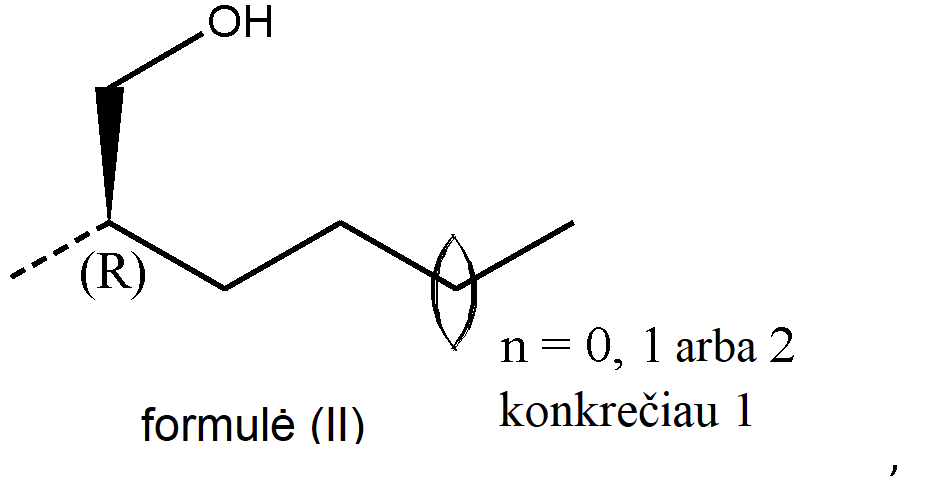 OH
(R)
n = 0, 1 arba 2
konkrečiau 1
formulė (II)
,